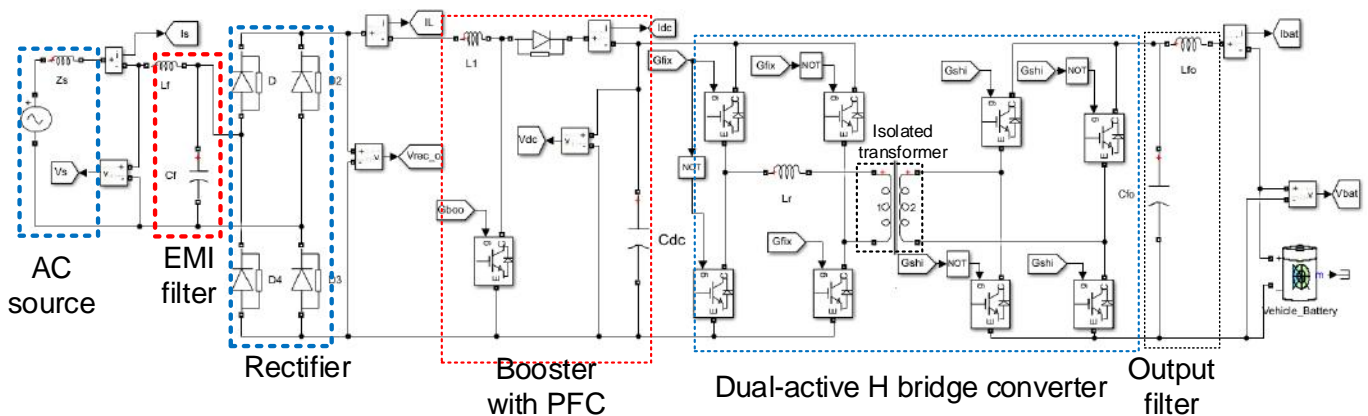 Is
Zs
Lf
Vs
Cf
AC
source
EMI
filter
D
D2
D4
D3
Rectifier
i
IL
v
Vrac_o
L1
Idc
Vdc
Gboo
Cdc
Booster
with PFC
Gfix
NOT
Gfix
NOT
Gfix
Lr
Isolated
transformer
1
2
Gshi
Gshi
NOT
Gshi
NOT
Gshi
g
C
E
Dual-active H bridge converter
Lfo
Cfo
Ibat
Vbat
m
Vehicle_Battery
Output
filter